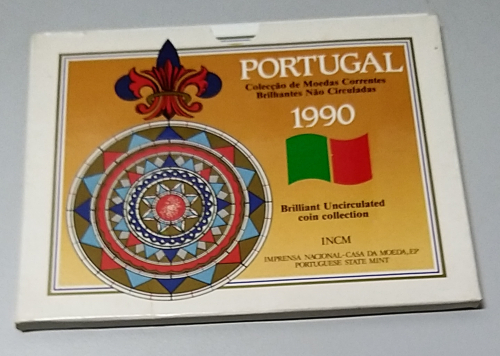 PORTUGAL
Colecção de Moedas Correntes
Brilhantes Não Circuladas
1990
Brilliant Uncirculated
coin collection
INCM
IMPRENSA NACIONAL-CASA DA MOEDA, EP
PORTUGUESE STATE MINT